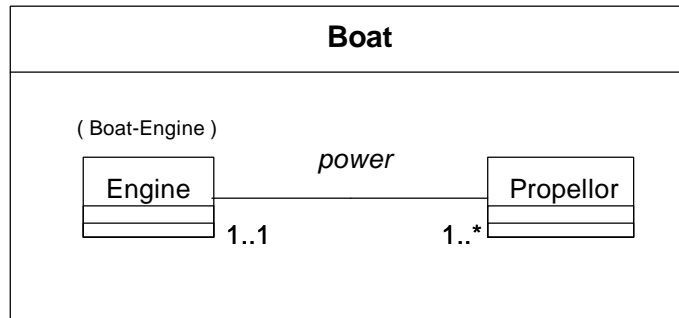 Boat
( Boat-Engine )
power
Engine
Propellor
1..1
1..*